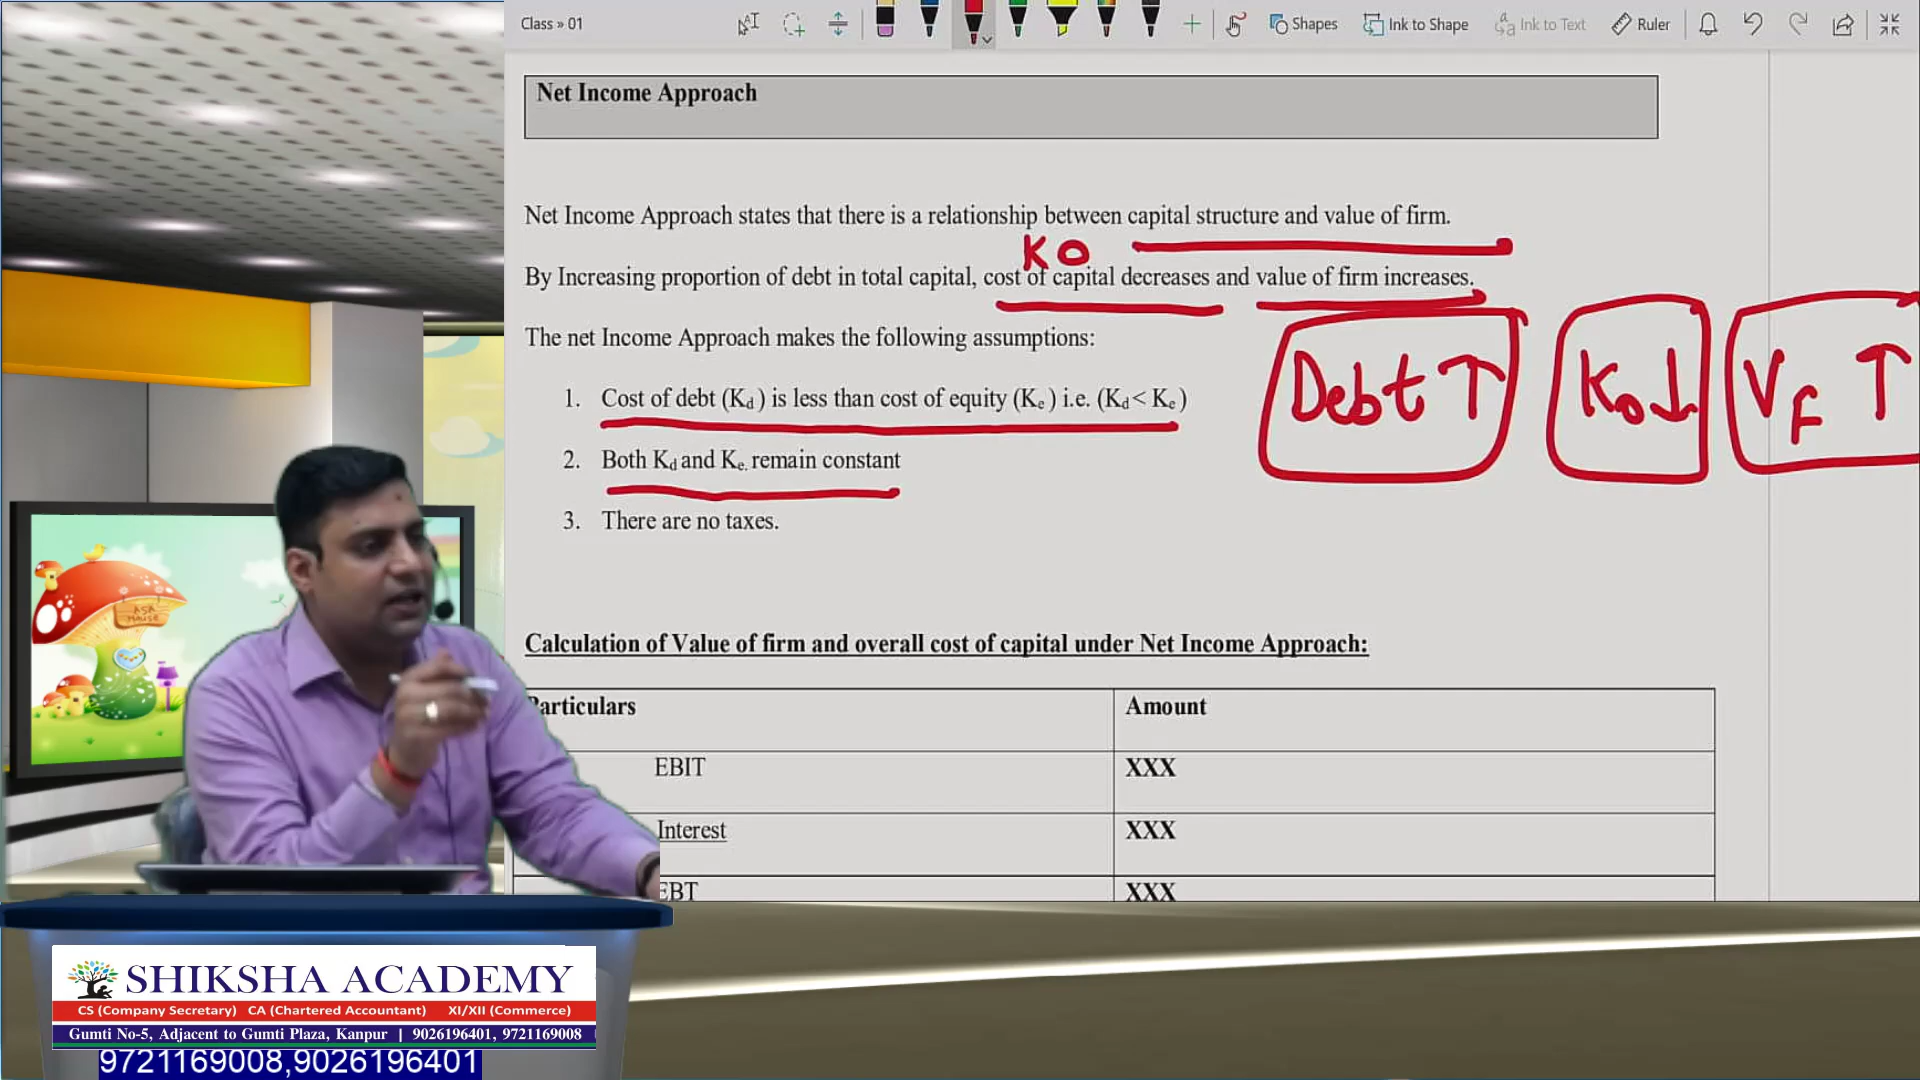 Class » 01
Shapes
Ink to Shape
Ink to Text
Ruler
Net Income Approach
Net Income Approach states that there is a relationship between capital structure and value of firm.
KO
By Increasing proportion of debt in total capital, cost of capital decreases and value of firm increases.
The net Income Approach makes the following assumptions:
Debt ↑ Ko↓ VF ↑
1. Cost of debt (Kd ) is less than cost of equity (Ke ) i.e. (Kd < Ke )
2. Both Kd and Ke. remain constant
3. There are no taxes.
Calculation of Value of firm and overall cost of capital under Net Income Approach:
Particulars Amount
EBIT XXX
Interest XXX
EBT XXX
ASA
HOUSE
SHIKSHA ACADEMY
CS (Company Secretary) CA (Chartered Accountant) XI/XII (Commerce)
Gumti No-5, Adjacent to Gumti Plaza, Kanpur | 9026196401, 9721169008
9721169008,9026196401